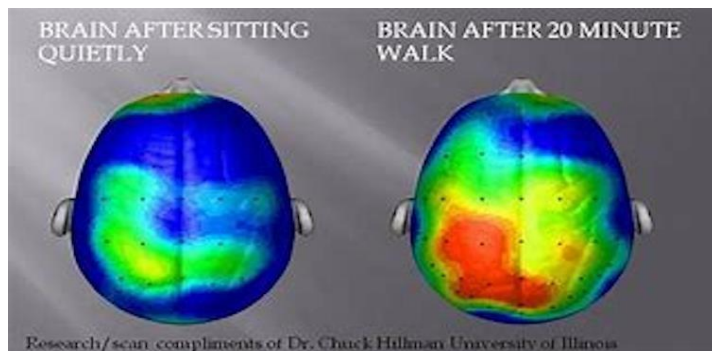 BRAIN AFTER SITTING
QUIETLY
BRAIN AFTER 20 MINUTE
WALK
Research/scan compliments of Dr. Chuck Hillman University of Illinois